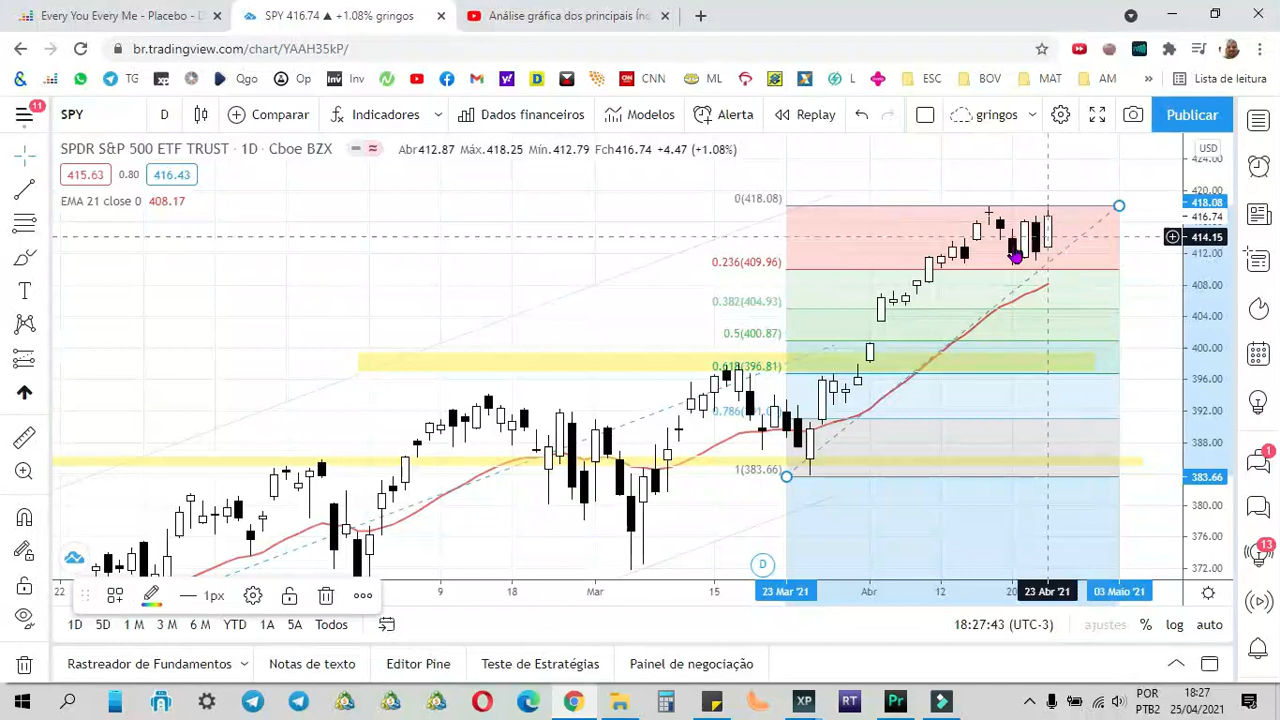 Every You Every Me - Placebo - D
SPY 416.74 ▲ +1.08% gringos
Análise gráfica dos principais Ínc
br.tradingview.com/chart/YAAH35kP/
TG
Qgo
Op
Inv
CNN
ML
L
ESC
BOV
MAT
AM
»
Lista de leitura
11
SPY
D
Comparar
Indicadores
Dados financeiros
Modelos
Alerta
Replay
gringos
Publicar
SPDR S&P 500 ETF TRUST · 1D · Cboe BZX
Abr412.87 Máx.418.25 Mín.412.79 Fch416.74 +4.47 (+1.08%)
415.63 0.80 416.43
EMA 21 close 0 408.17
USD
424.00
420.00
418.08
416.74
414.15
412.00
408.00
404.00
400.00
396.00
392.00
388.00
383.66
380.00
376.00
372.00
0(418.08)
0.236(409.96)
0.382(404.93)
0.5(400.87)
0.618(396.81)
1(383.66)
D
22
9
18
Mar
15
23 Mar '21
Abr
12
20
23 Abr '21
03 Maio '21
1px
1D 5D 1M 3M 6M YTD 1A 5A Todos
18:27:43 (UTC-3)
ajustes % log auto
1
13
Rastreador de Fundamentos
Notas de texto
Editor Pine
Teste de Estratégias
Painel de negociação
XP
RT
Pr
POR
PTB2
18:27
25/04/2021